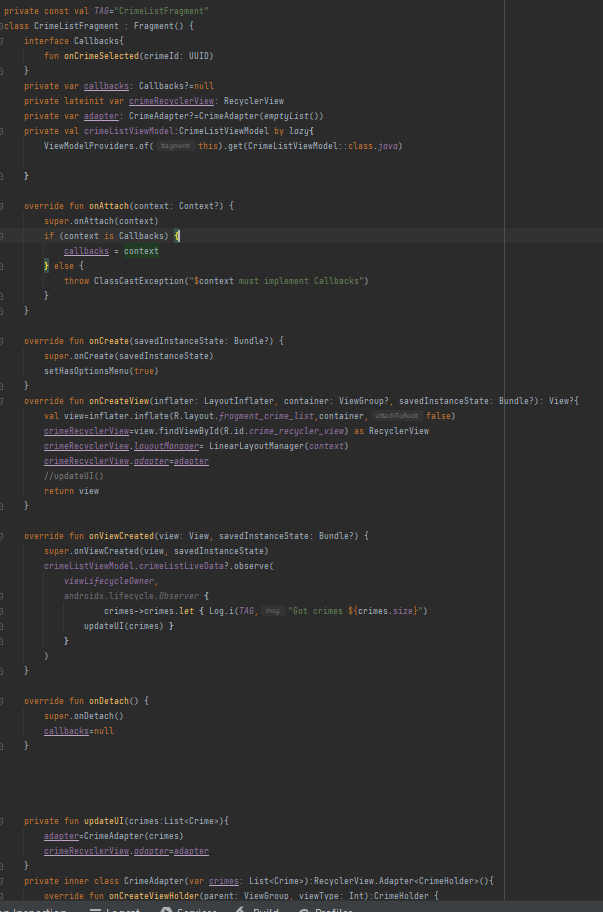 private const val TAG="CrimeListFragment"
class CrimeListFragment : Fragment() {
interface Callbacks{
fun onCrimeSelected(crimeId: UUID)
}
private var callbacks: Callbacks?=null
private lateinit var crimeRecyclerView: RecyclerView
private var adapter: CrimeAdapter?=CrimeAdapter(emptyList())
private val crimeListViewModel:CrimeListViewModel by lazy{
ViewModelProviders.of( fragment: this).get(CrimeListViewModel::class.java)
}
override fun onAttach(context: Context?) {
super.onAttach(context)
if (context is Callbacks) {
callbacks = context
} else {
throw ClassCastException("$context must implement Callbacks")
}
}
override fun onCreate(savedInstanceState: Bundle?) {
super.onCreate(savedInstanceState)
setHasOptionsMenu(true)
}
override fun onCreateView(inflater: LayoutInflater, container: ViewGroup?, savedInstanceState: Bundle?): View?{
val view=inflater.inflate(R.layout.fragment_crime_list,container, attachToRoot: false)
crimeRecyclerView=view.findViewById(R.id.crime_recycler_view) as RecyclerView
crimeRecyclerView.layoutManager= LinearLayoutManager(context)
crimeRecyclerView.adapter=adapter
//updateUI()
return view
}
override fun onViewCreated(view: View, savedInstanceState: Bundle?) {
super.onViewCreated(view, savedInstanceState)
crimeListViewModel.crimeListLiveData?.observe(
viewLifecycleOwner,
androidx.lifecycle.Observer {
crimes->crimes.let { Log.i(TAG, msg: "Got crimes ${crimes.size}")
updateUI(crimes) }
}
)
}
override fun onDetach() {
super.onDetach()
callbacks=null
}
private fun updateUI(crimes:List<Crime>){
adapter=CrimeAdapter(crimes)
crimeRecyclerView.adapter=adapter
}
private inner class CrimeAdapter(var crimes: List<Crime>):RecyclerView.Adapter<CrimeHolder>(){
override fun onCreateViewHolder(parent: ViewGroup, viewType: Int):CrimeHolder {